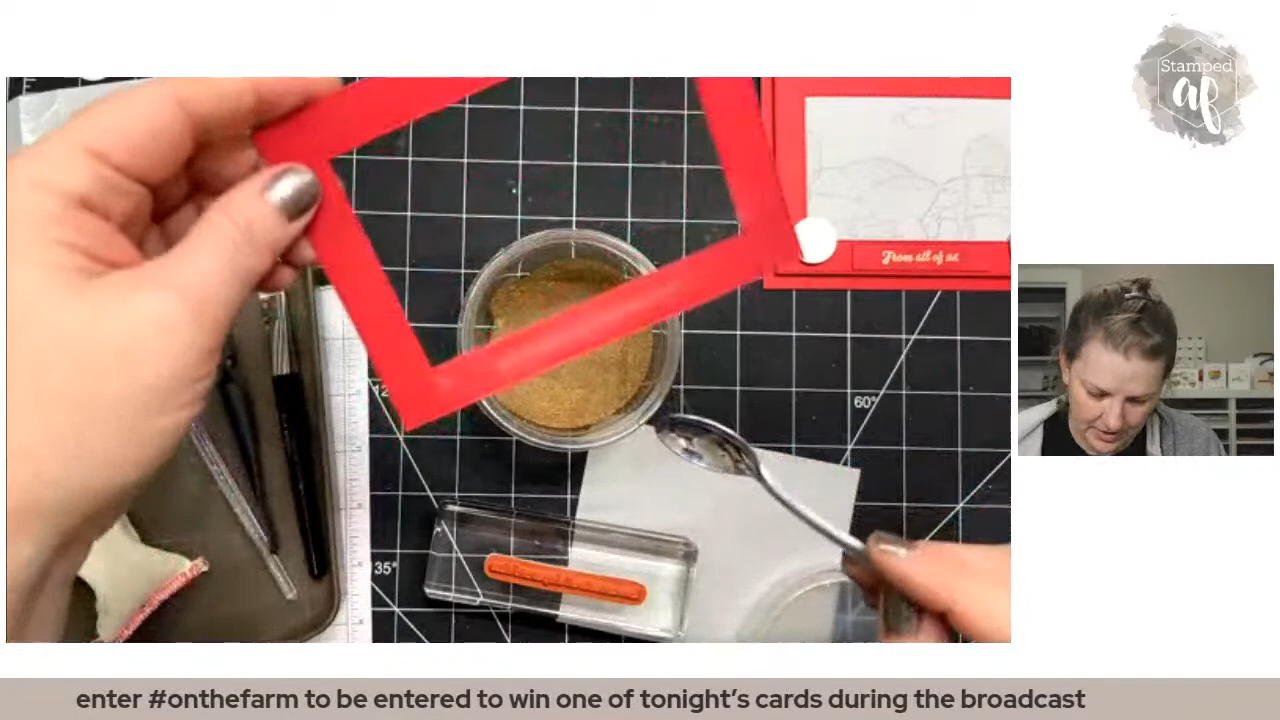 Stamped
af
From all of us
60°
135°
enter #onthefarm to be entered to win one of tonight's cards during the broadcast